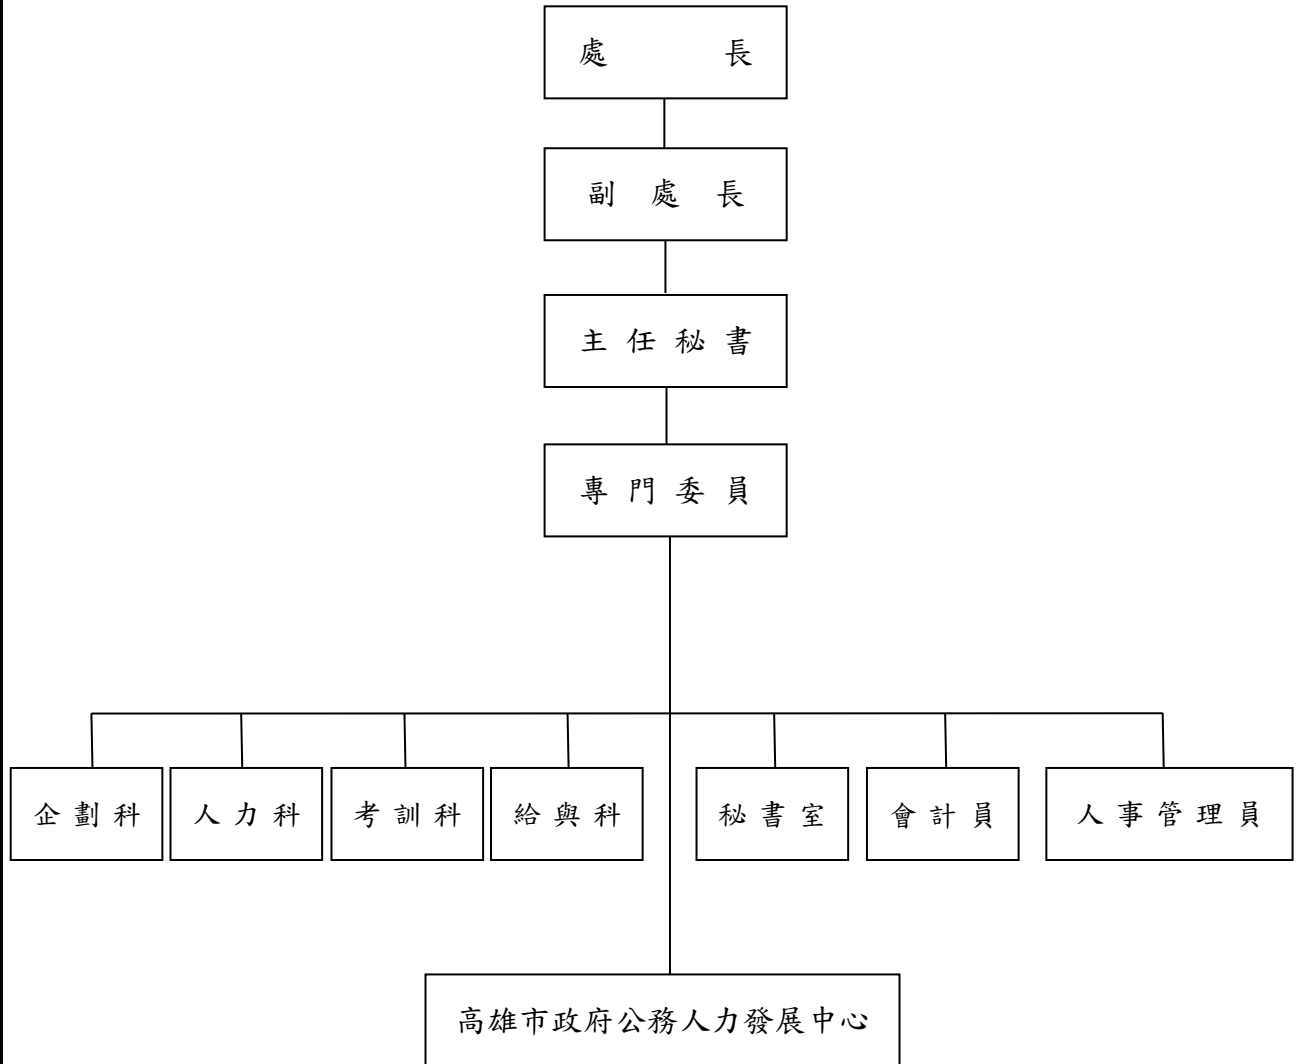 處長
副處長
主任秘書
專門委員
企劃科
人力科
考訓科
給與科
秘書室
會計員
人事管理員
高雄市政府公務人力發展中心